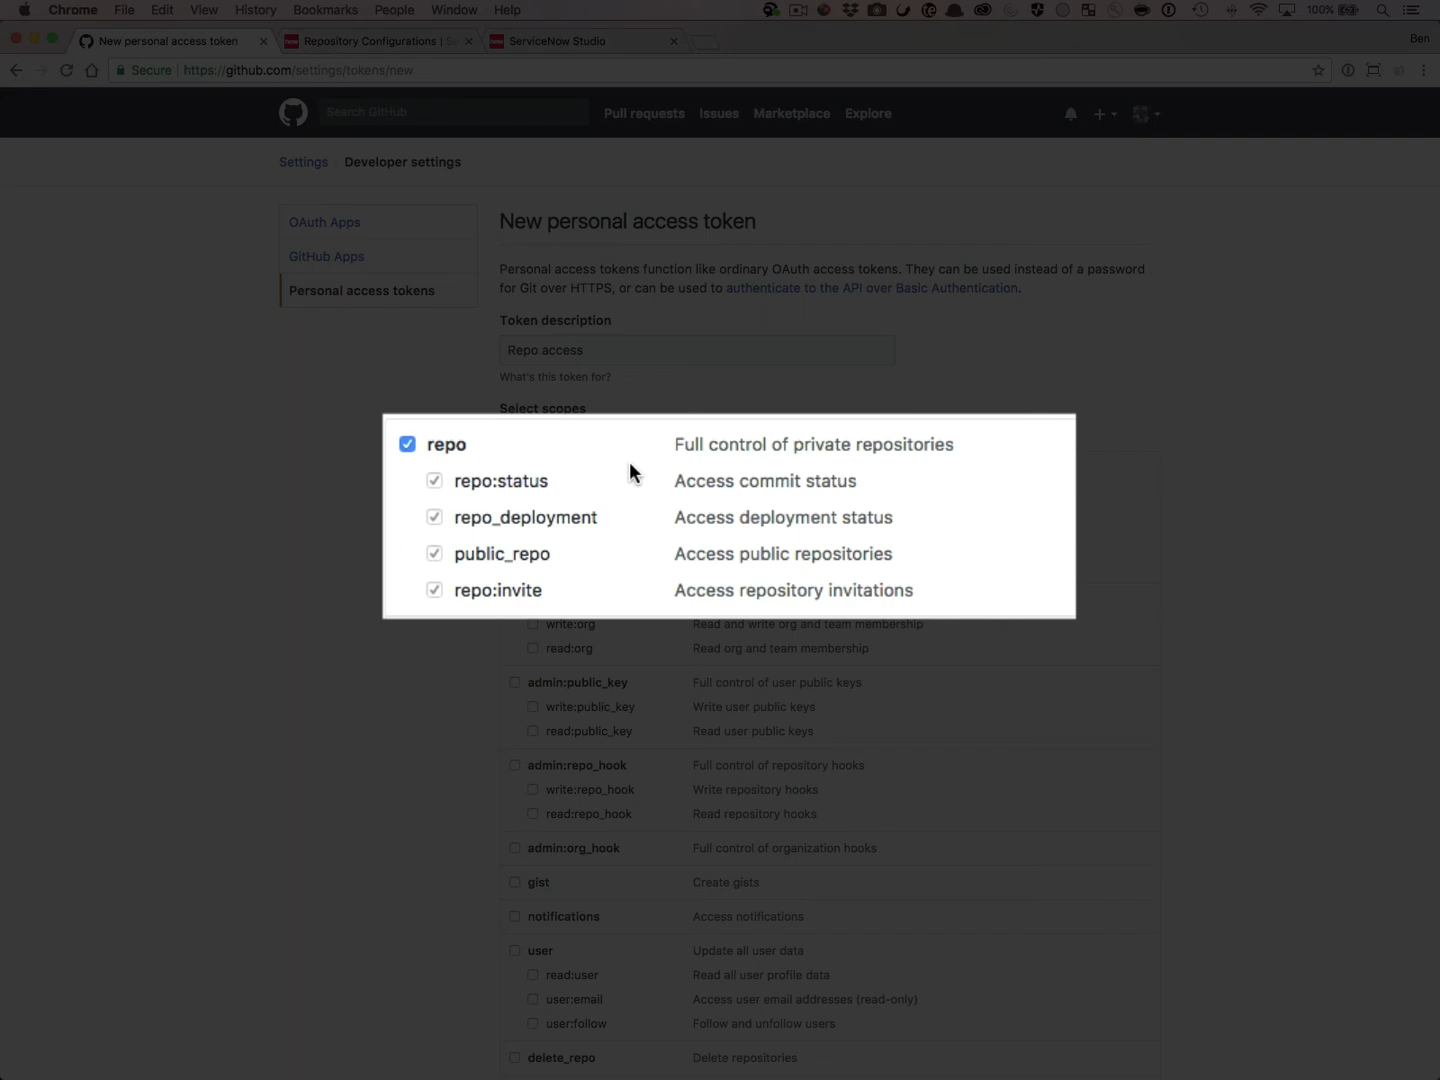 Chrome File Edit View History Bookmarks People Window Help 100%
New personal access token Repository Configurations | Se ServiceNow Studio Ben
Secure https://github.com/settings/tokens/new
Search GitHub Pull requests Issues Marketplace Explore
Settings Developer settings
OAuth Apps
GitHub Apps
Personal access tokens
New personal access token
Personal access tokens function like ordinary OAuth access tokens. They can be used instead of a password
for Git over HTTPS, or can be used to authenticate to the API over Basic Authentication.
Token description
Repo access
What's this token for?
Select scopes
repo Full control of private repositories
repo:status Access commit status
repo_deployment Access deployment status
public_repo Access public repositories
repo:invite Access repository invitations
write:org Read and write org and team membership
read:org Read org and team membership
admin:public_key Full control of user public keys
write:public_key Write user public keys
read:public_key Read user public keys
admin:repo_hook Full control of repository hooks
write:repo_hook Write repository hooks
read:repo_hook Read repository hooks
admin:org_hook Full control of organization hooks
gist Create gists
notifications Access notifications
user Update all user data
read:user Read all user profile data
user:email Access user email addresses (read-only)
user:follow Follow and unfollow users
delete_repo Delete repositories